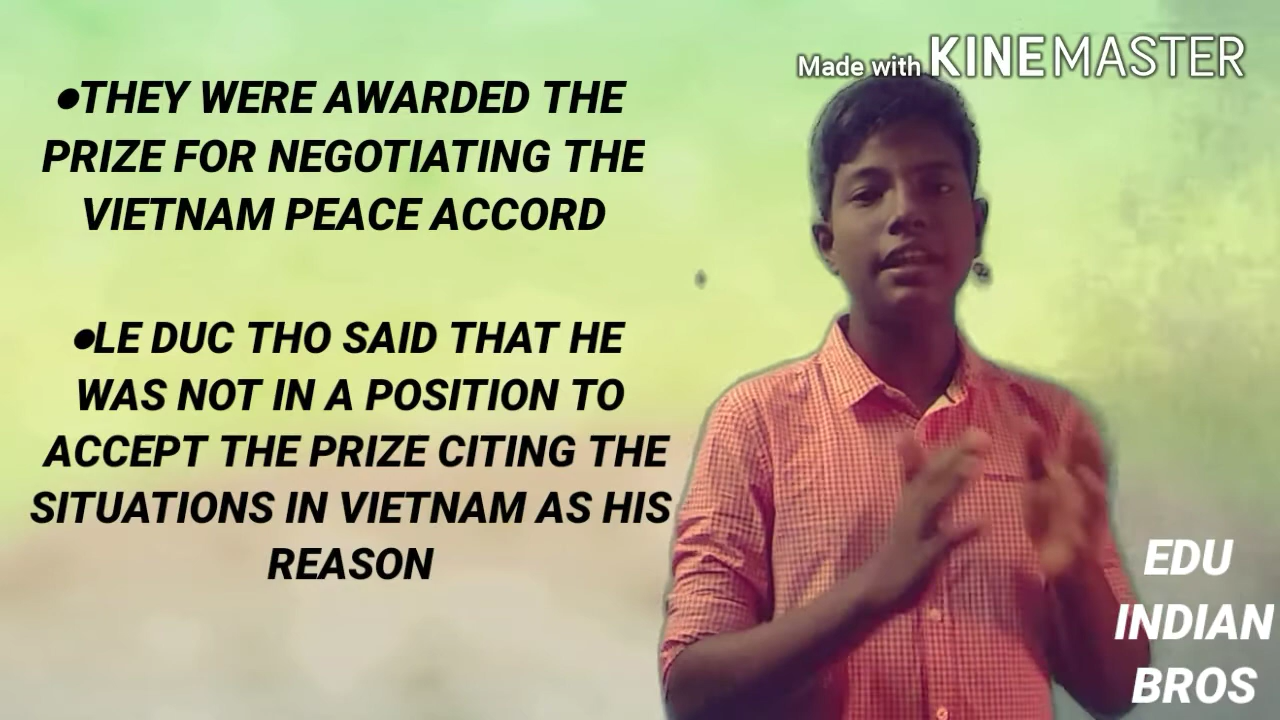 Made with KINEMASTER
●THEY WERE AWARDED THE
PRIZE FOR NEGOTIATING THE
VIETNAM PEACE ACCORD
●LE DUC THO SAID THAT HE
WAS NOT IN A POSITION TO
ACCEPT THE PRIZE CITING THE
SITUATIONS IN VIETNAM AS HIS
REASON
EDU
INDIAN
BROS